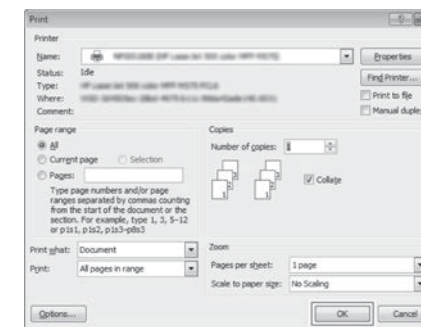 Print
Printer
Name:
Properties
Status: Idle
Find Printer...
Type:
Where:
Print to file
Comment:
Manual duplex
Page range
All
Current page Selection
Pages:
Type page numbers and/or page
ranges separated by commas counting
from the start of the document or the
section. For example, type 1, 3, 5-12
or p1s1, p1s2, p1s3-p8s3
Copies
Number of copies: 1
Collate
Print what: Document
Print: All pages in range
Zoom
Pages per sheet: 1 page
Scale to paper size: No Scaling
Options... OK Cancel